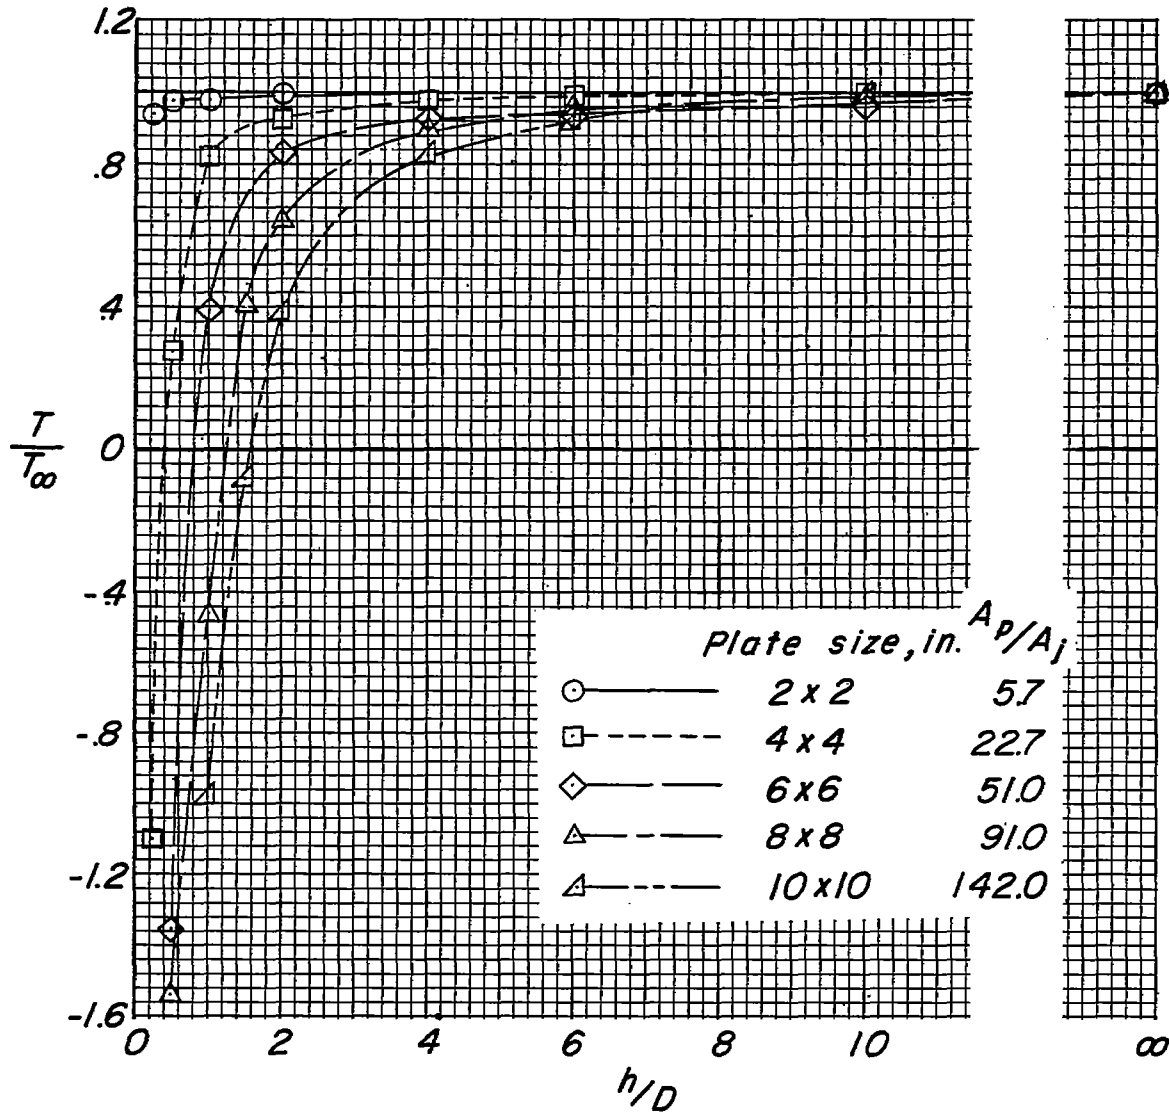 1.2
.8
.4
0
-.4
-.8
-1.2
-1.6
T
T∞
0 2 4 6 8 10 ∞
h/D
Plate size, in. Ap/Aj
2 x 2 5.7
4 x 4 22.7
6 x 6 51.0
8 x 8 91.0
10 x 10 142.0